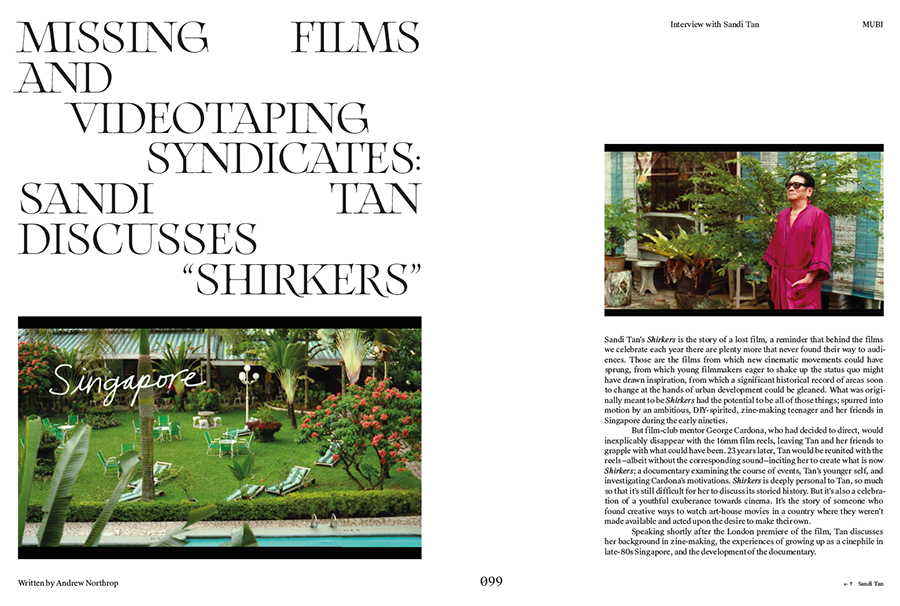 MISSING FILMS
AND
VIDEOTAPING
SYNDICATES:
SANDI TAN
DISCUSSES
“SHIRKERS”
Singapore
Written by Andrew Northrop
099
Interview with Sandi Tan
MUBI
Sandi Tan's Shirkers is the story of a lost film, a reminder that behind the films
we celebrate each year there are plenty more that never found their way to audi-
ences. Those are the films from which new cinematic movements could have
sprung, from which young filmmakers eager to shake up the status quo might
have drawn inspiration, from which a significant historical record of areas soon
to change at the hands of urban development could be gleaned. What was origi-
nally meant to be Shirkers had the potential to be all of those things; spurred into
motion by an ambitious, DIY-spirited, zine-making teenager and her friends in
Singapore during the early nineties.
But film-club mentor George Cardona, who had decided to direct, would
inexplicably disappear with the 16mm film reels, leaving Tan and her friends to
grapple with what could have been. 23 years later, Tan would be reunited with the
reels—albeit without the corresponding sound—inciting her to create what is now
Shirkers; a documentary examining the course of events, Tan's younger self, and
investigating Cardona's motivations. Shirkers is deeply personal to Tan, so much
so that it's still difficult for her to discuss its storied history. But it's also a celebra-
tion of a youthful exuberance towards cinema. It's the story of someone who
found creative ways to watch art-house movies in a country where they weren't
made available and acted upon the desire to make their own.
Speaking shortly after the London premiere of the film, Tan discusses
her background in zine-making, the experiences of growing up as a cinephile in
late-80s Singapore, and the development of the documentary.
←↑ Sandi Tan